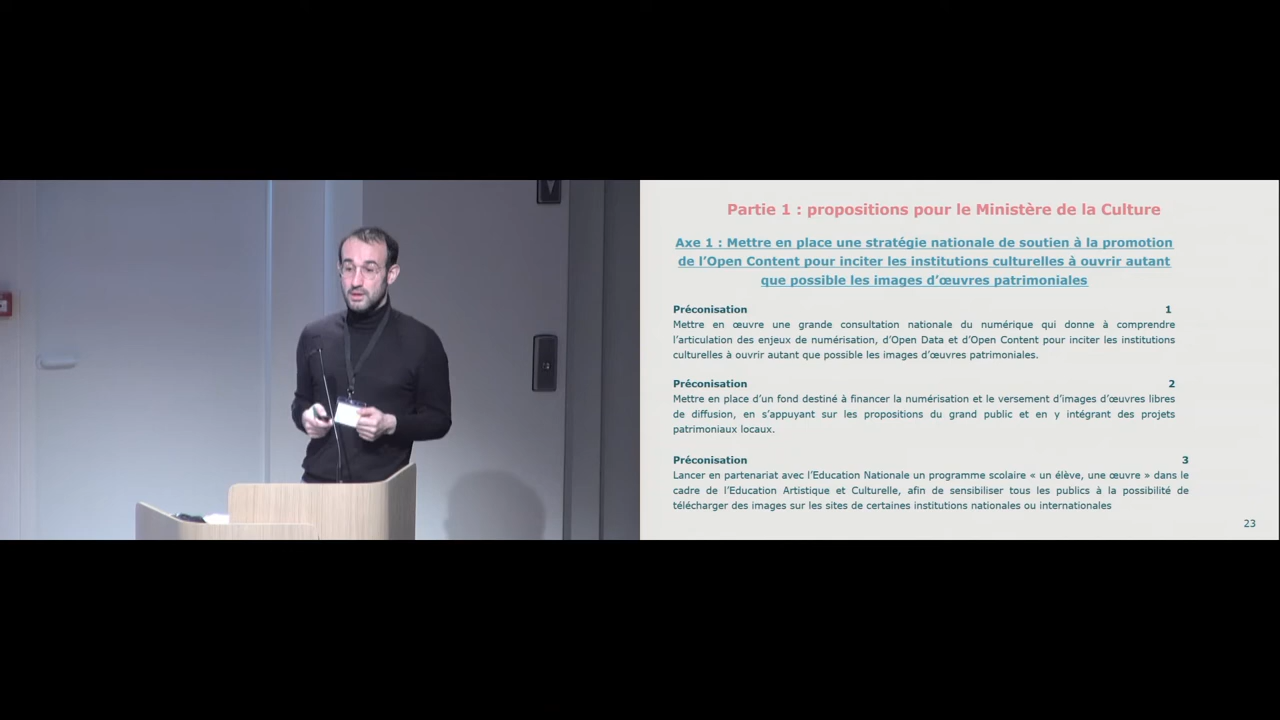 Partie 1 : propositions pour le Ministère de la Culture
Axe 1 : Mettre en place une stratégie nationale de soutien à la promotion
de l’Open Content pour inciter les institutions culturelles à ouvrir autant
que possible les images d’œuvres patrimoniales
Préconisation 1
Mettre en œuvre une grande consultation nationale du numérique qui donne à comprendre
l’articulation des enjeux de numérisation, d’Open Data et d’Open Content pour inciter les institutions
culturelles à ouvrir autant que possible les images d’œuvres patrimoniales.
Préconisation 2
Mettre en place d’un fond destiné à financer la numérisation et le versement d’images d’œuvres libres
de diffusion, en s’appuyant sur les propositions du grand public et en y intégrant des projets
patrimoniaux locaux.
Préconisation 3
Lancer en partenariat avec l’Education Nationale un programme scolaire « un élève, une œuvre » dans le
cadre de l’Education Artistique et Culturelle, afin de sensibiliser tous les publics à la possibilité de
télécharger des images sur les sites de certaines institutions nationales ou internationales
23